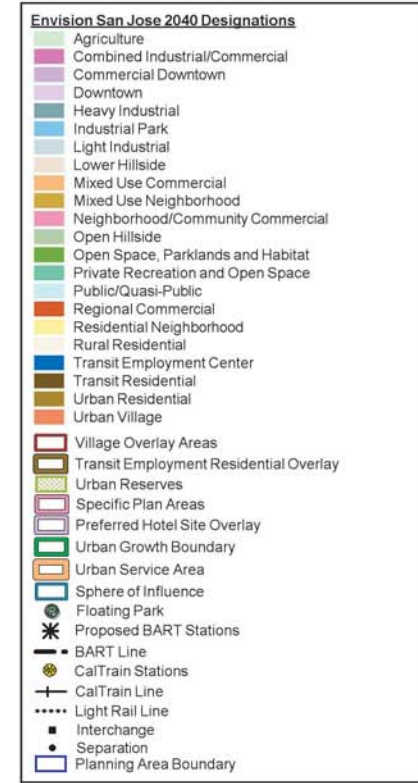 Envision San Jose 2040 Designations
Agriculture
Combined Industrial/Commercial
Commercial Downtown
Downtown
Heavy Industrial
Industrial Park
Light Industrial
Lower Hillside
Mixed Use Commercial
Mixed Use Neighborhood
Neighborhood/Community Commercial
Open Hillside
Open Space, Parklands and Habitat
Private Recreation and Open Space
Public/Quasi-Public
Regional Commercial
Residential Neighborhood
Rural Residential
Transit Employment Center
Transit Residential
Urban Residential
Urban Village
Village Overlay Areas
Transit Employment Residential Overlay
Urban Reserves
Specific Plan Areas
Preferred Hotel Site Overlay
Urban Growth Boundary
Urban Service Area
Sphere of Influence
Floating Park
Proposed BART Stations
BART Line
CalTrain Stations
CalTrain Line
Light Rail Line
Interchange
Separation
Planning Area Boundary